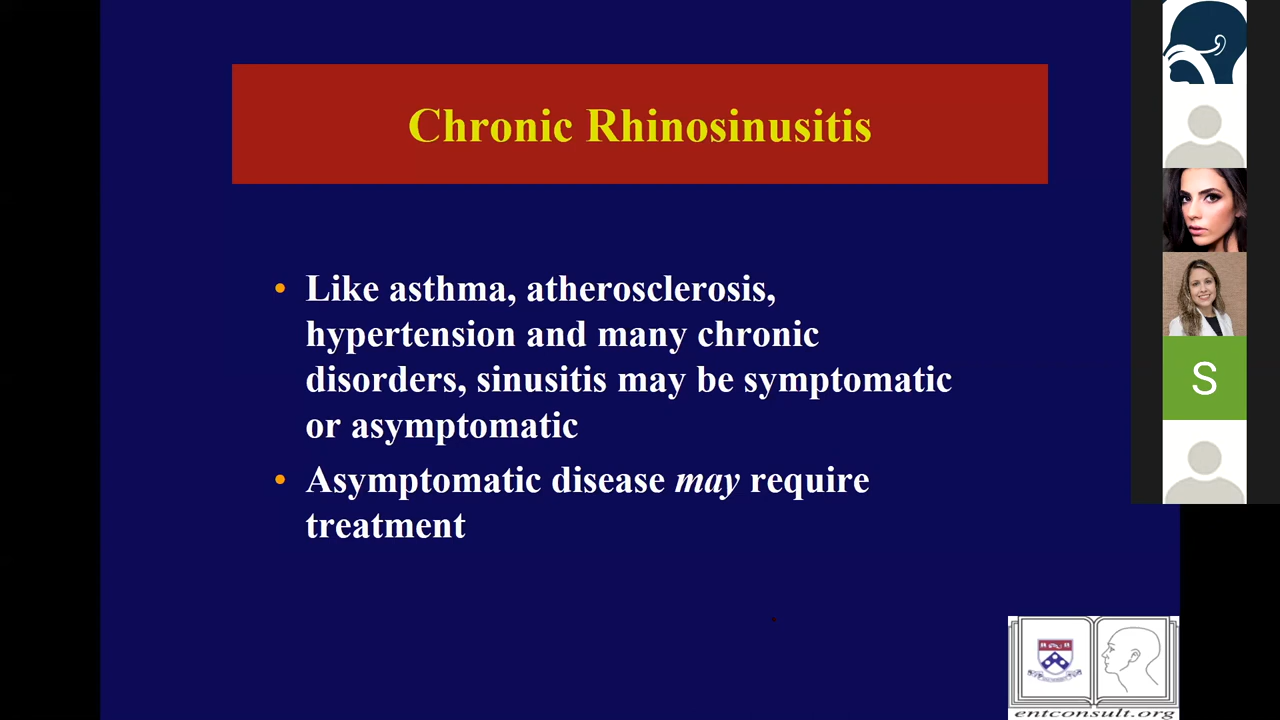 Chronic Rhinosinusitis
• Like asthma, atherosclerosis,
hypertension and many chronic
disorders, sinusitis may be symptomatic
or asymptomatic
• Asymptomatic disease may require
treatment
S
entconsult.org